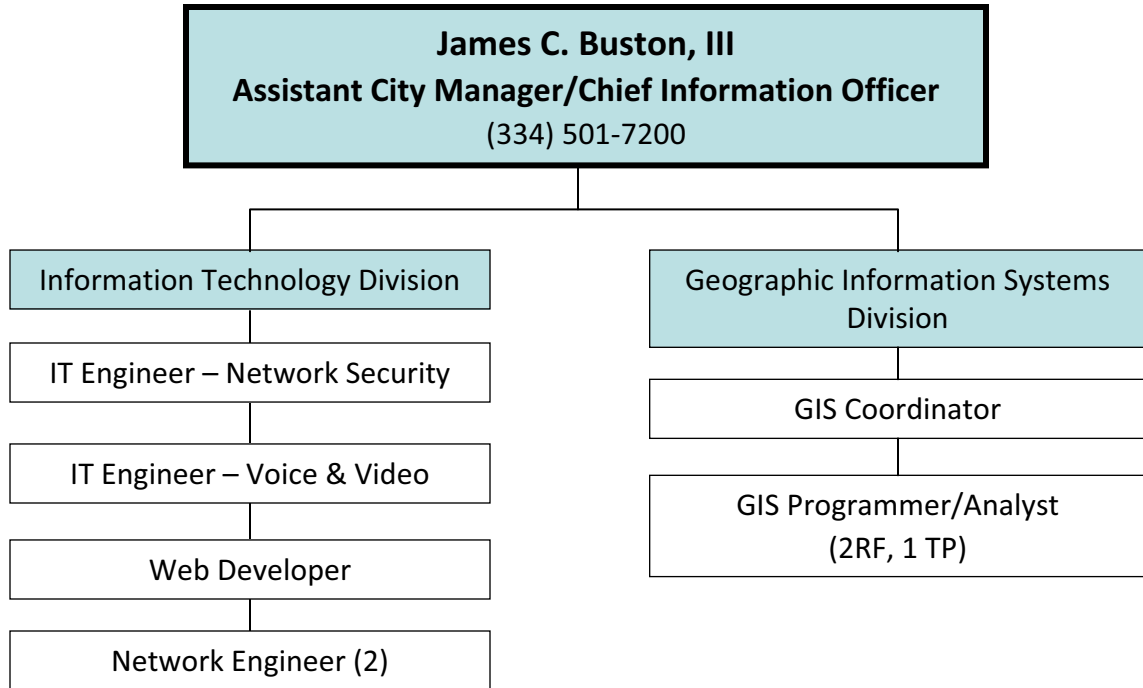 James C. Buston, III
Assistant City Manager/Chief Information Officer
(334) 501-7200
Information Technology Division
IT Engineer – Network Security
IT Engineer – Voice & Video
Web Developer
Network Engineer (2)
Geographic Information Systems
Division
GIS Coordinator
GIS Programmer/Analyst
(2RF, 1 TP)